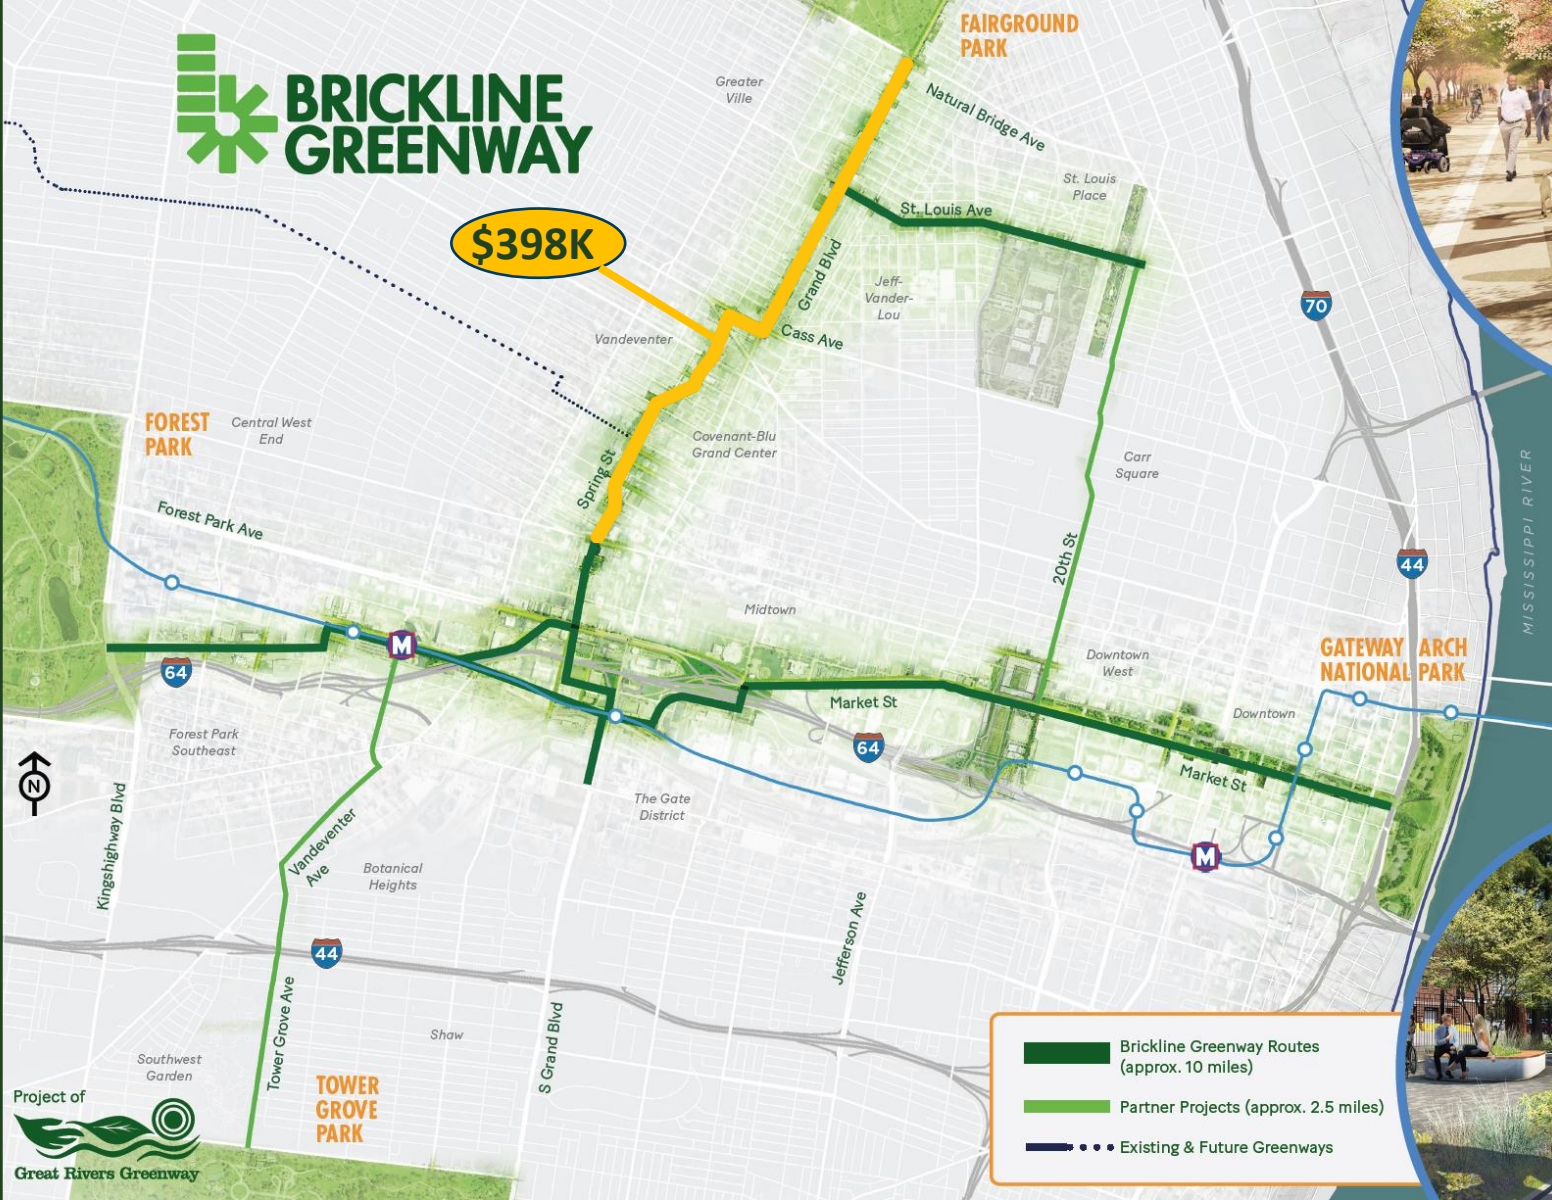 FAIRGROUND
PARK
BRICKLINE
GREENWAY
Greater
Ville
Natural Bridge Ave
St. Louis
Place
St. Louis Ave
$398K
Grand Blvd
Jeff-
Vander-
Lou
70
Vandeventer
Cass Ave
FOREST
PARK
Central West
End
Covenant-Blu
Grand Center
Carr
Square
Spring St
MISSISSIPPI RIVER
Forest Park Ave
20th St
44
Midtown
M
64
Downtown
West
GATEWAY ARCH
NATIONAL PARK
Market St
Downtown
Forest Park
Southeast
64
Market St
N
Kingshighway Blvd
The Gate
District
Vandeventer
Ave
Botanical
Heights
M
Jefferson Ave
44
Tower Grove Ave
S Grand Blvd
Shaw
Southwest
Garden
TOWER
GROVE
PARK
Project of
Great Rivers Greenway
Brickline Greenway Routes
(approx. 10 miles)
Partner Projects (approx. 2.5 miles)
Existing & Future Greenways